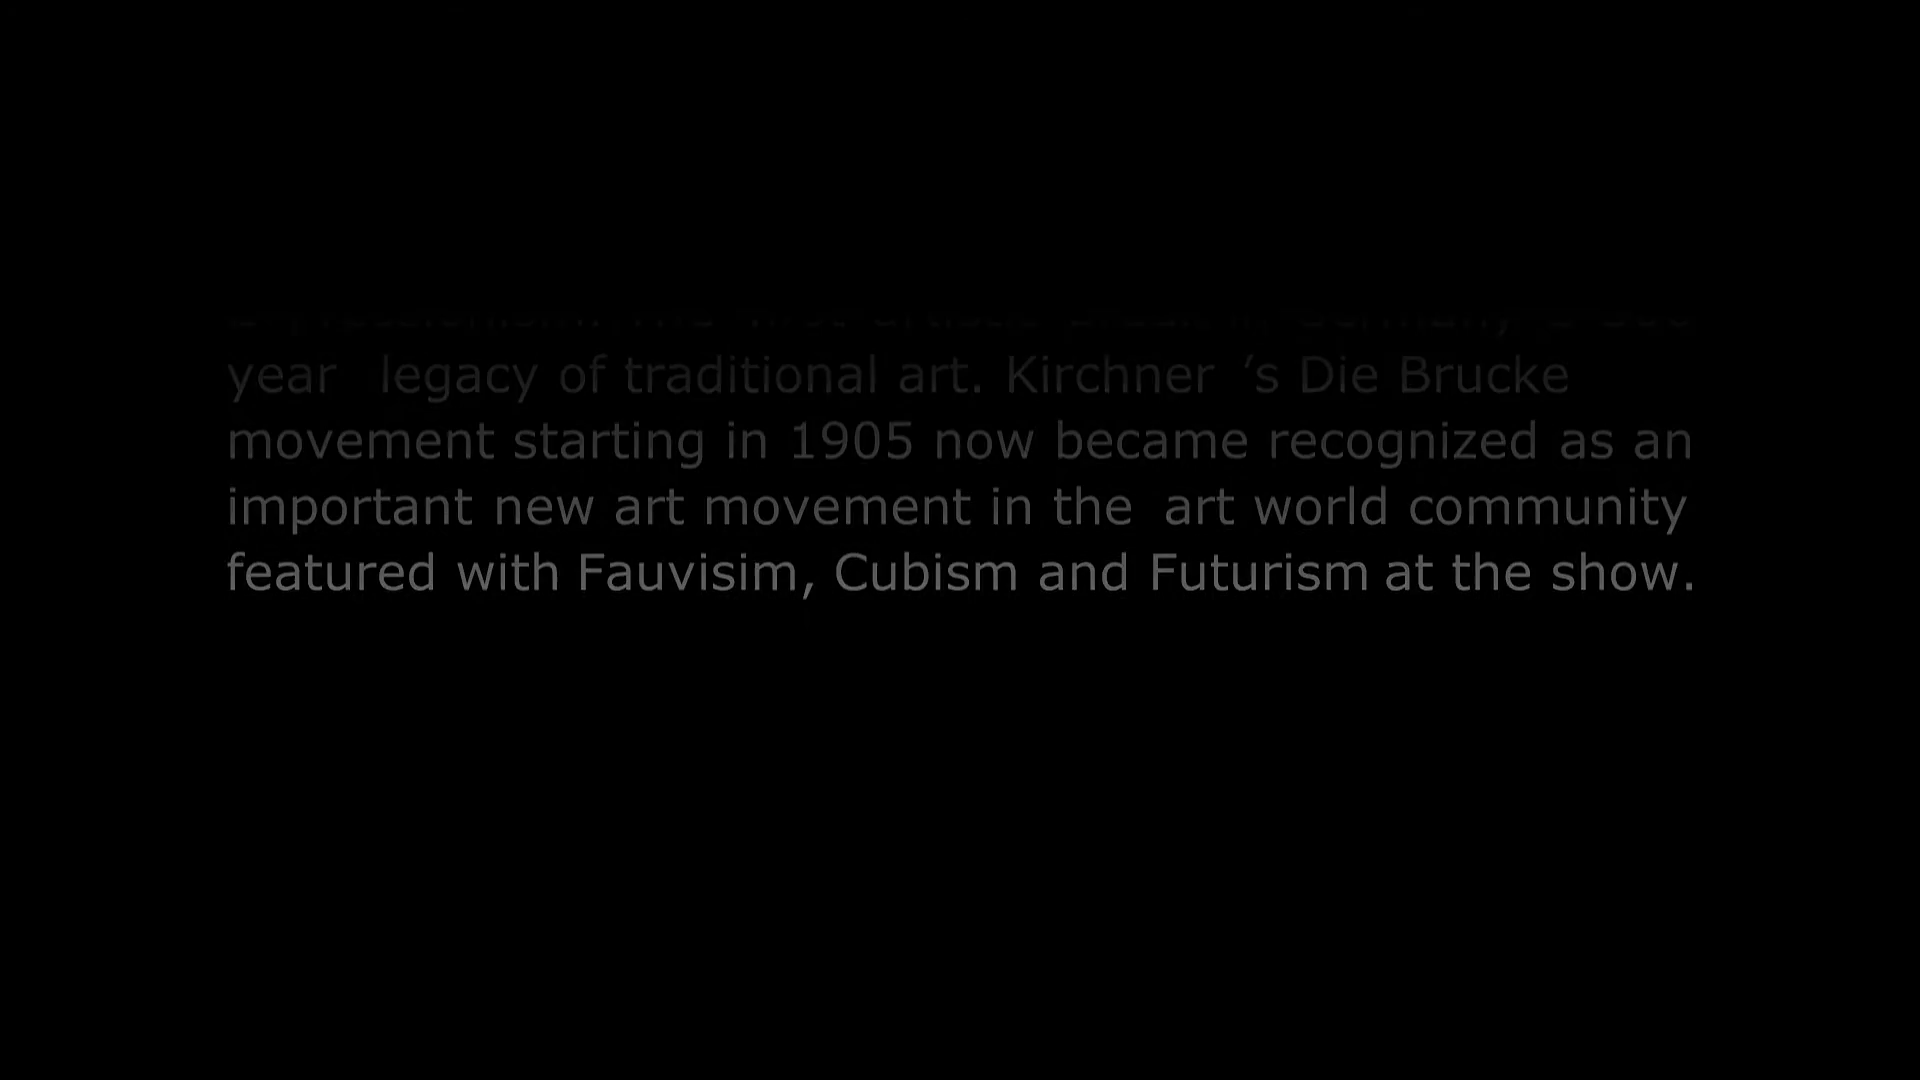 year legacy of traditional art. Kirchner ’s Die Brucke
movement starting in 1905 now became recognized as an
important new art movement in the art world community
featured with Fauvisim, Cubism and Futurism at the show.